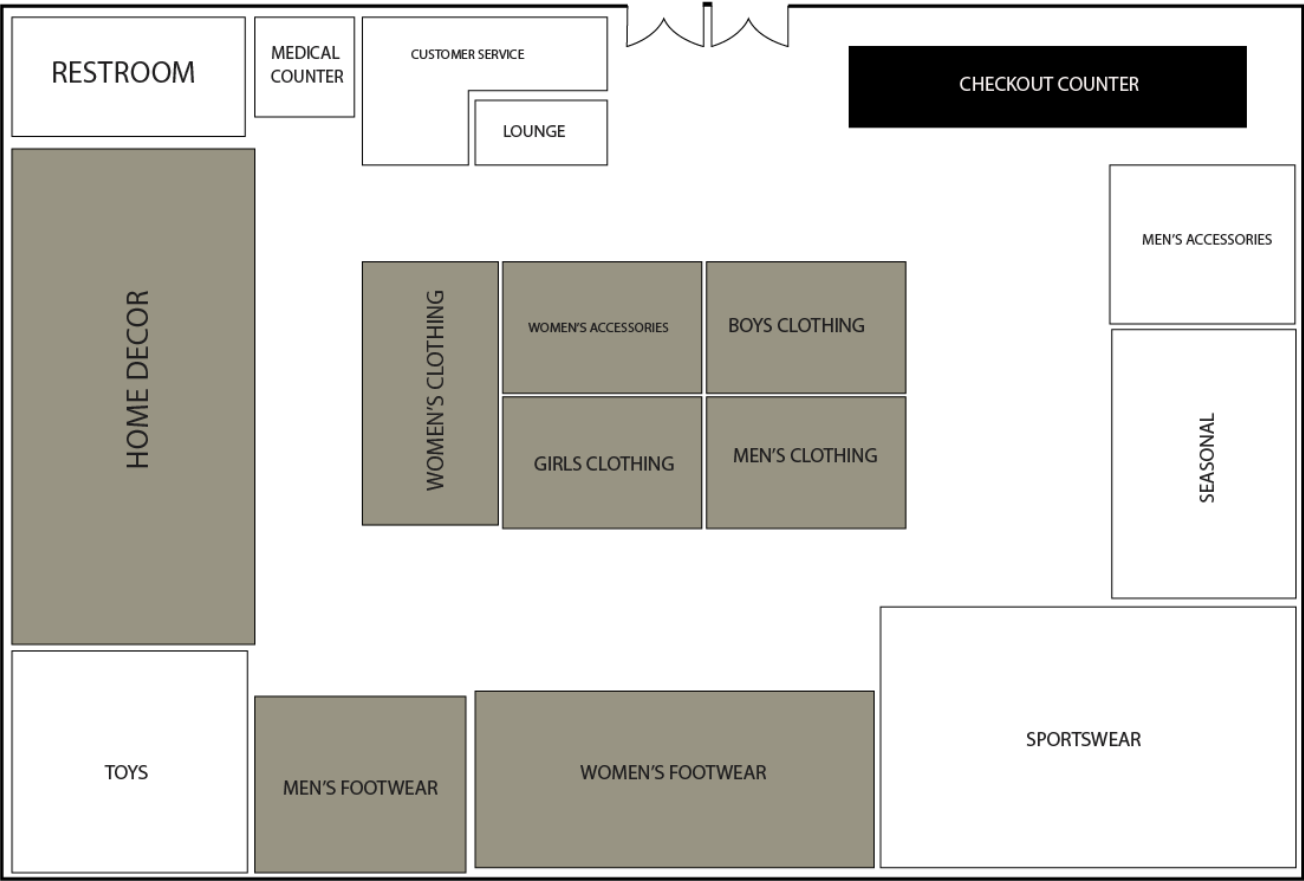 RESTROOM
MEDICAL
COUNTER
CUSTOMER SERVICE
LOUNGE
CHECKOUT COUNTER
MEN'S ACCESSORIES
HOME DECOR
WOMEN'S CLOTHING
WOMEN'S ACCESSORIES
BOYS CLOTHING
GIRLS CLOTHING
MEN'S CLOTHING
SEASONAL
TOYS
MEN'S FOOTWEAR
WOMEN'S FOOTWEAR
SPORTSWEAR